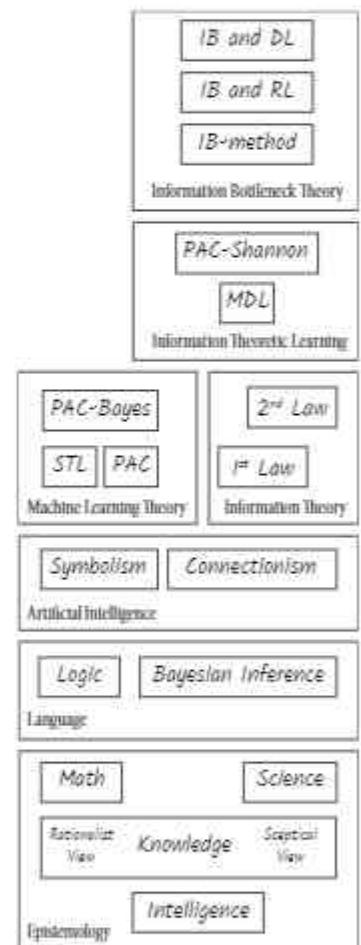 IB and DL
IB and RL
IB-method
Information Bottleneck Theory
PAC-Shannon
MDL
Information Theoretic Learning
PAC-Bayes
STL PAC
Machine Learning Theory
2nd Law
1st Law
Information Theory
Symbolism Connectionism
Artificial Intelligence
Logic Bayesian Inference
Language
Math Science
Rationalist View Knowledge Sceptical View
Intelligence
Epistemology